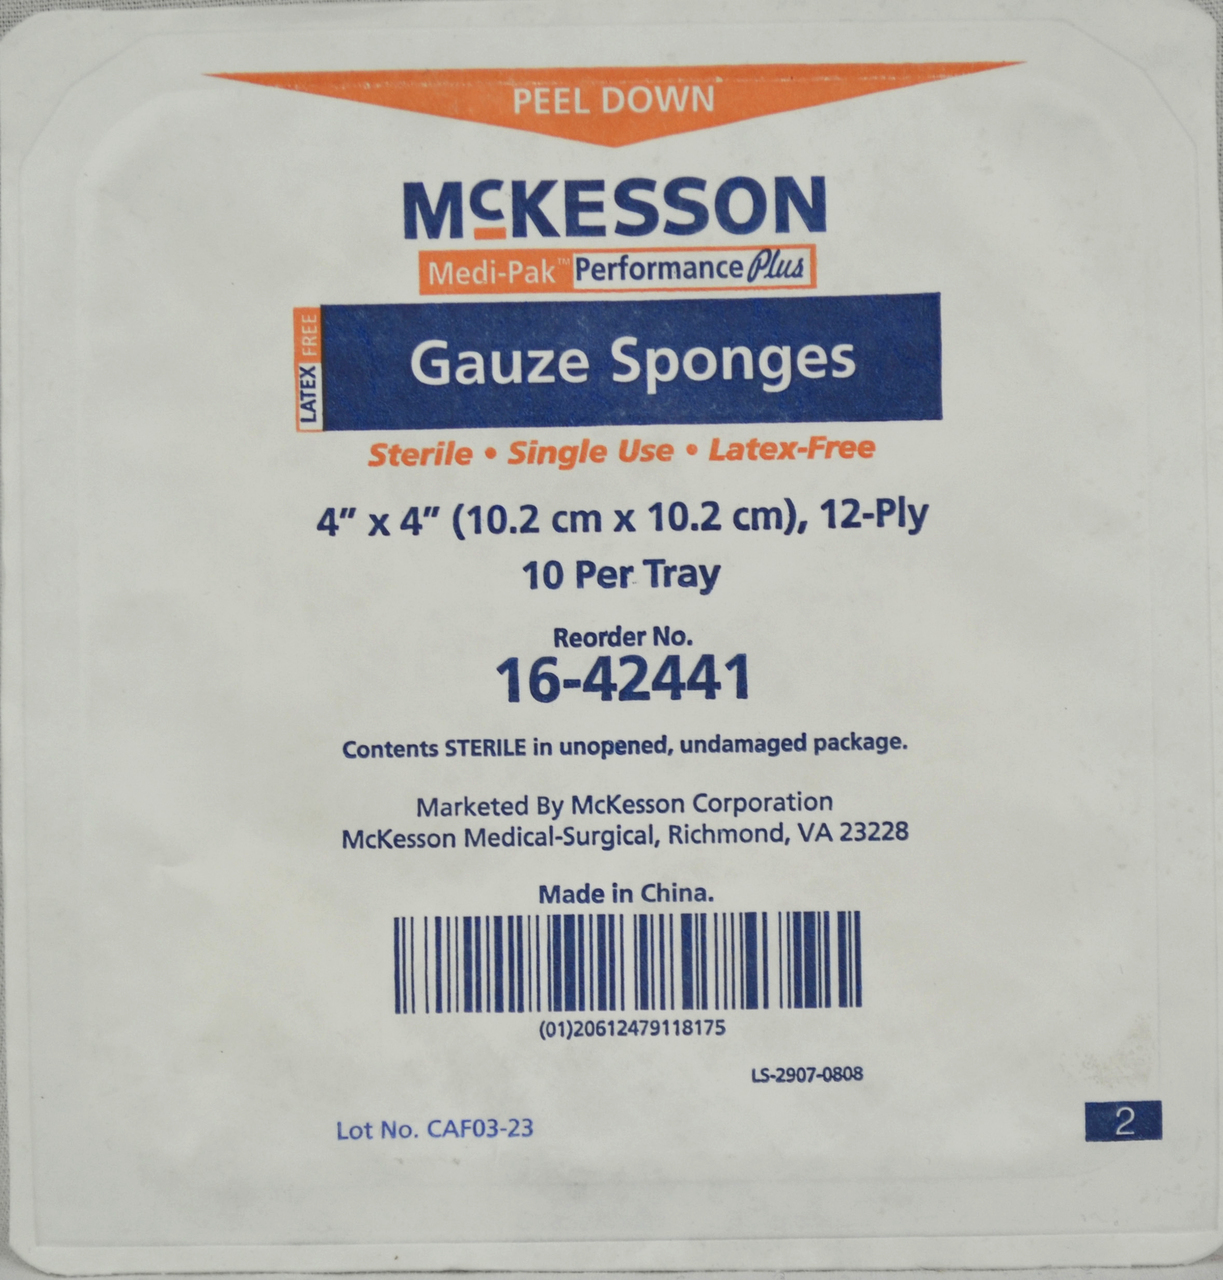 PEEL DOWN
McKESSON
Medi-Pak™ Performance Plus
LATEX FREE
Gauze Sponges
Sterile • Single Use • Latex-Free
4” x 4” (10.2 cm x 10.2 cm), 12-Ply
10 Per Tray
Reorder No.
16-42441
Contents STERILE in unopened, undamaged package.
Marketed By McKesson Corporation
McKesson Medical-Surgical, Richmond, VA 23228
Made in China.
(01)20612479118175
LS-2907-0808
Lot No. CAF03-23
2